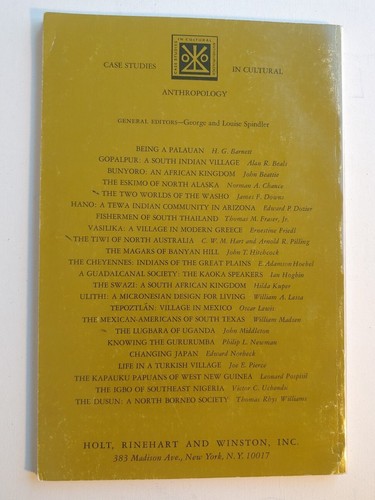 CASE STUDIES IN CULTURAL
ANTHROPOLOGY
GENERAL EDITORS—George and Louise Spindler
BEING A PALAUAN H. G. Barnett
GOPALPUR: A SOUTH INDIAN VILLAGE Alan R. Beals
BUNYORO: AN AFRICAN KINGDOM John Beattie
THE ESKIMO OF NORTH ALASKA Norman A. Chance
THE TWO WORLDS OF THE WASHO James F. Downs
HANO: A TEWA INDIAN COMMUNITY IN ARIZONA Edward P. Dozier
FISHERMEN OF SOUTH THAILAND Thomas M. Fraser, Jr.
VASILIKA: A VILLAGE IN MODERN GREECE Ernestine Friedl
THE TIWI OF NORTH AUSTRALIA C. W. M. Hart and Arnold R. Pilling
THE MAGARS OF BANYAN HILL John T. Hitchcock
THE CHEYENNES: INDIANS OF THE GREAT PLAINS E. Adamson Hoebel
A GUADALCANAL SOCIETY: THE KAOKA SPEAKERS Ian Hogbin
THE SWAZI: A SOUTH AFRICAN KINGDOM Hilda Kuper
ULITHI: A MICRONESIAN DESIGN FOR LIVING William A. Lessa
TEPOZTLÁN: VILLAGE IN MEXICO Oscar Lewis
THE MEXICAN-AMERICANS OF SOUTH TEXAS William Madsen
THE LUGBARA OF UGANDA John Middleton
KNOWING THE GURURUMBA Philip L. Newman
CHANGING JAPAN Edward Norbeck
LIFE IN A TURKISH VILLAGE Joe E. Pierce
THE KAPAUKU PAPUANS OF WEST NEW GUINEA Leopold Pospisil
THE IGBO OF SOUTHEAST NIGERIA Victor C. Uchendu
THE DUSUN: A NORTH BORNEO SOCIETY Thomas Rhys Williams
HOLT, RINEHART AND WINSTON, INC.
383 Madison Ave., New York, N.Y. 10017